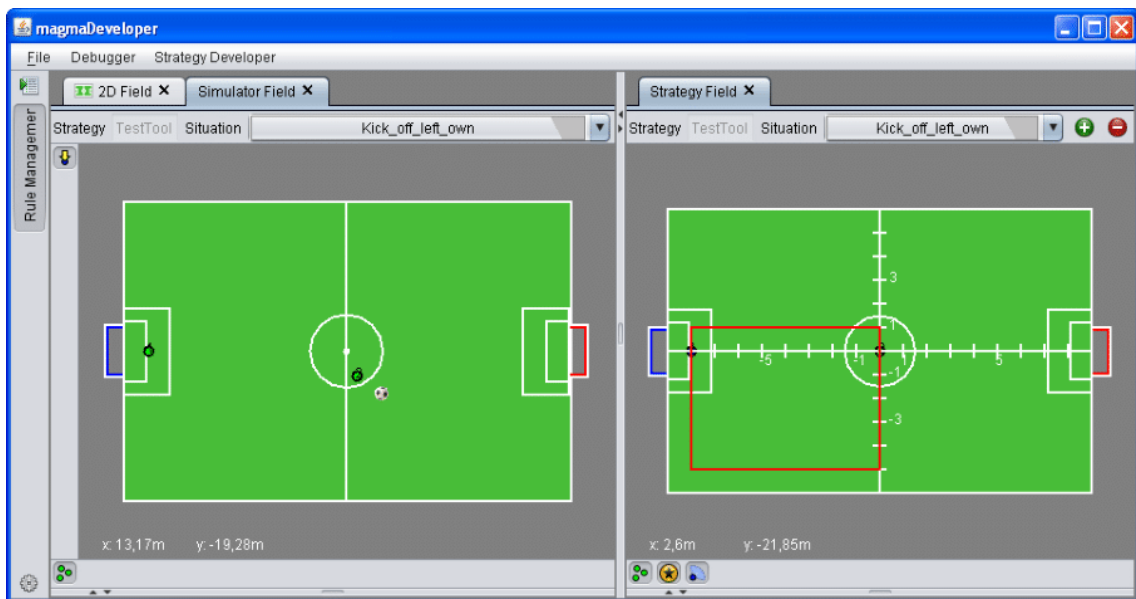 magmaDeveloper
File Debugger Strategy Developer
2D Field Simulator Field
Strategy Field
Rule Managemer
Strategy TestTool Situation Kick_off_left_own
Strategy TestTool Situation Kick_off_left_own
3
1
-5 -1 1 5
-1
-3
x: 13,17m y: -19,28m
x: 2,6m y: -21,85m